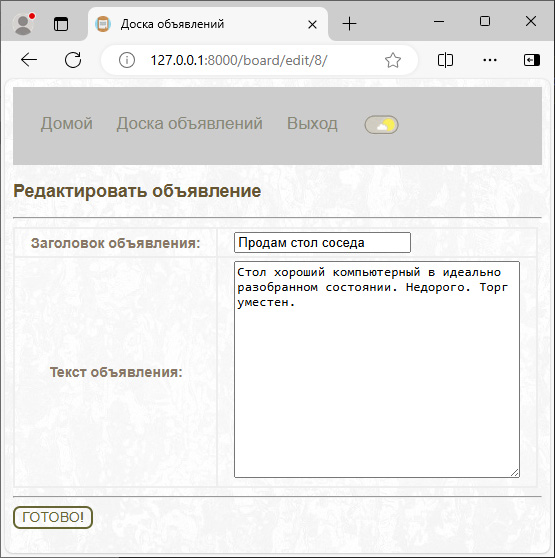 Доска объявлений
127.0.0.1:8000/board/edit/8/
Домой Доска объявлений Выход
Редактировать объявление
Заголовок объявления: Продам стол соседа
Стол хороший компьютерный в идеально
разобранном состоянии. Недорого. Торг
уместен.
Текст объявления:
ГОТОВО!